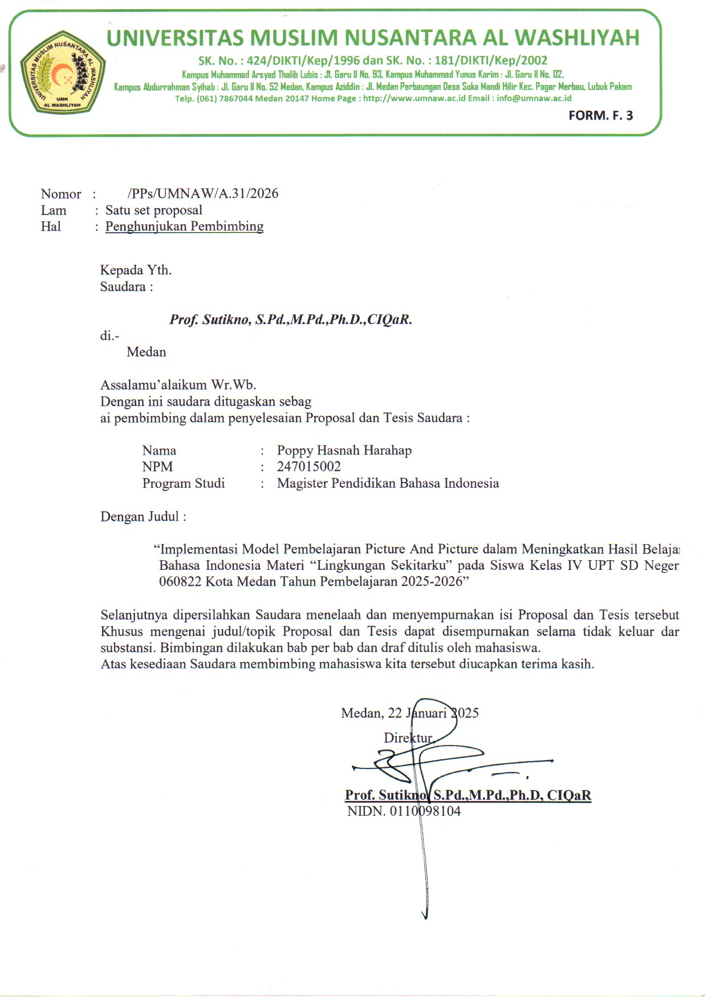 UNIVERSITAS MUSLIM NUSANTARA AL WASHLIYAH
SK. No. : 424/DIKTI/Kep/1996 dan SK. No. : 181/DIKTI/Kep/2002
Kampus Muhammad Arsyad Thalib Lubis : Jl. Garu II No. 93, Kampus Muhammad Yunus Karim : Jl. Garu II No. 02,
Kampus Abdurrahman Syihab : Jl. Garu II No. 52 Medan, Kampus Aziddin : Jl. Medan Perbaungan Desa Suka Mandi Hilir Kec. Pagar Merbau, Lubuk Pakam
Telp. (061) 7867044 Medan 20147 Home Page : http://www.umnaw.ac.id Email : info@umnaw.ac.id
FORM. F. 3
UNIVERSITAS MUSLIM NUSANTARA AL WASHLIYAH
UMN
AL WASHLIYAH
Nomor : /PPs/UMNAW/A.31/2026
Lam : Satu set proposal
Hal : Penghunjukan Pembimbing
Kepada Yth.
Saudara :
Prof. Sutikno, S.Pd.,M.Pd.,Ph.D.,CIQaR.
di.-
Medan
Assalamu’alaikum Wr.Wb.
Dengan ini saudara ditugaskan sebag
ai pembimbing dalam penyelesaian Proposal dan Tesis Saudara :
Nama : Poppy Hasnah Harahap
NPM : 247015002
Program Studi : Magister Pendidikan Bahasa Indonesia
Dengan Judul :
“Implementasi Model Pembelajaran Picture And Picture dalam Meningkatkan Hasil Belaja
Bahasa Indonesia Materi “Lingkungan Sekitarku” pada Siswa Kelas IV UPT SD Neger
060822 Kota Medan Tahun Pembelajaran 2025-2026”
Selanjutnya dipersilahkan Saudara menelaah dan menyempurnakan isi Proposal dan Tesis tersebut
Khusus mengenai judul/topik Proposal dan Tesis dapat disempurnakan selama tidak keluar dar
substansi. Bimbingan dilakukan bab per bab dan draf ditulis oleh mahasiswa.
Atas kesediaan Saudara membimbing mahasiswa kita tersebut diucapkan terima kasih.
Medan, 22 Januari 2025
Direktur,
Prof. Sutikno, S.Pd.,M.Pd.,Ph.D, CIQaR
NIDN. 0110098104